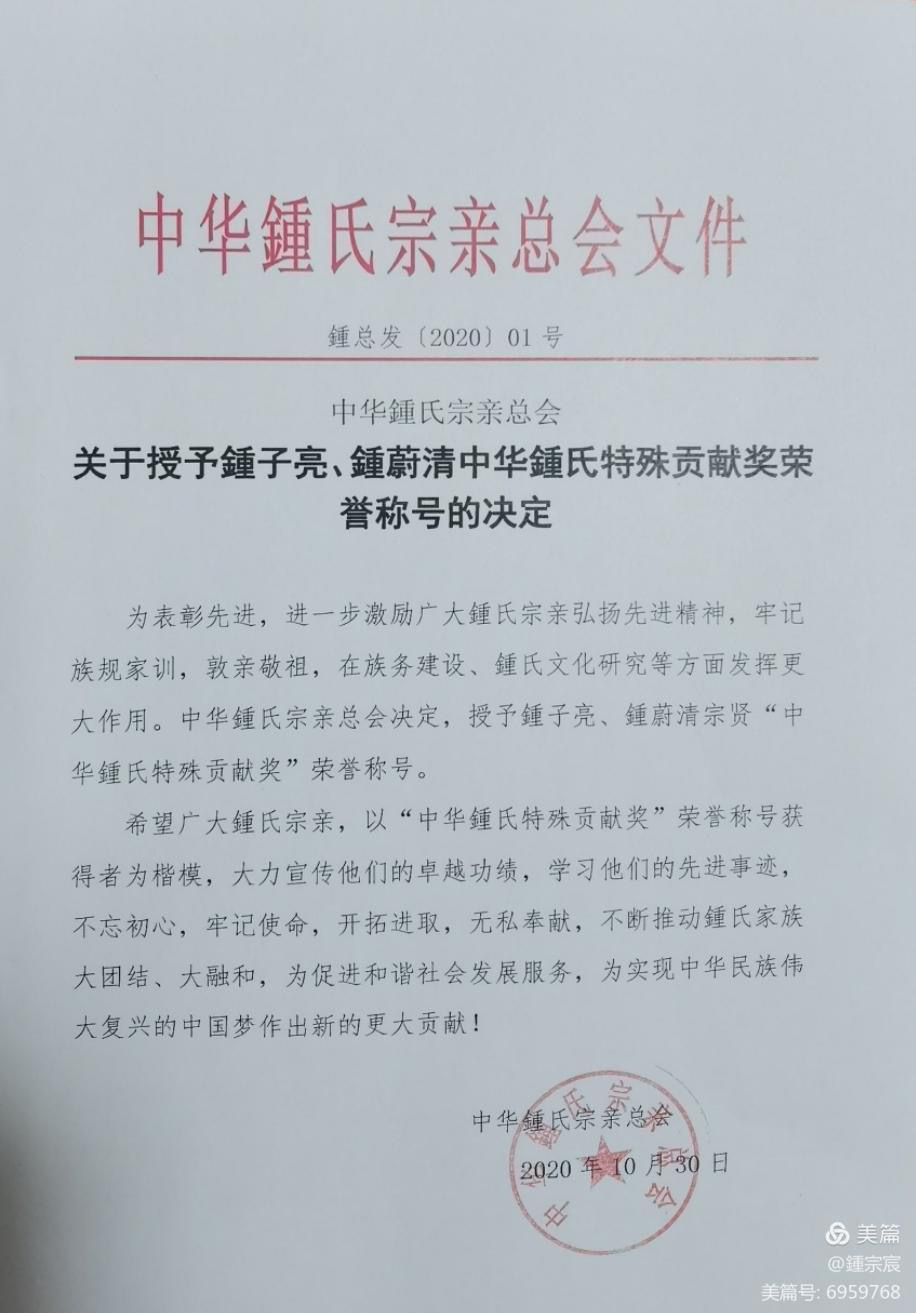 中华鍾氏宗亲总会文件
鍾总发〔2020〕01号
中华鍾氏宗亲总会
关于授予鍾子亮、鍾蔚清中华鍾氏特殊贡献奖荣
誉称号的决定
为表彰先进，进一步激励广大鍾氏宗亲弘扬先进精神，牢记
族规家训，敦亲敬祖，在族务建设、鍾氏文化研究等方面发挥更
大作用。中华鍾氏宗亲总会决定，授予鍾子亮、鍾蔚清宗贤“中
华鍾氏特殊贡献奖”荣誉称号。
希望广大鍾氏宗亲，以“中华鍾氏特殊贡献奖”荣誉称号获
得者为楷模，大力宣传他们的卓越功绩，学习他们的先进事迹，
不忘初心，牢记使命，开拓进取，无私奉献，不断推动鍾氏家族
大团结、大融和，为促进和谐社会发展服务，为实现中华民族伟
大复兴的中国梦作出新的更大贡献！
中华鍾氏宗亲总会
2020年10月30日
中华鍾氏宗亲总会
美篇
@鍾宗宸
美篇号: 6959768